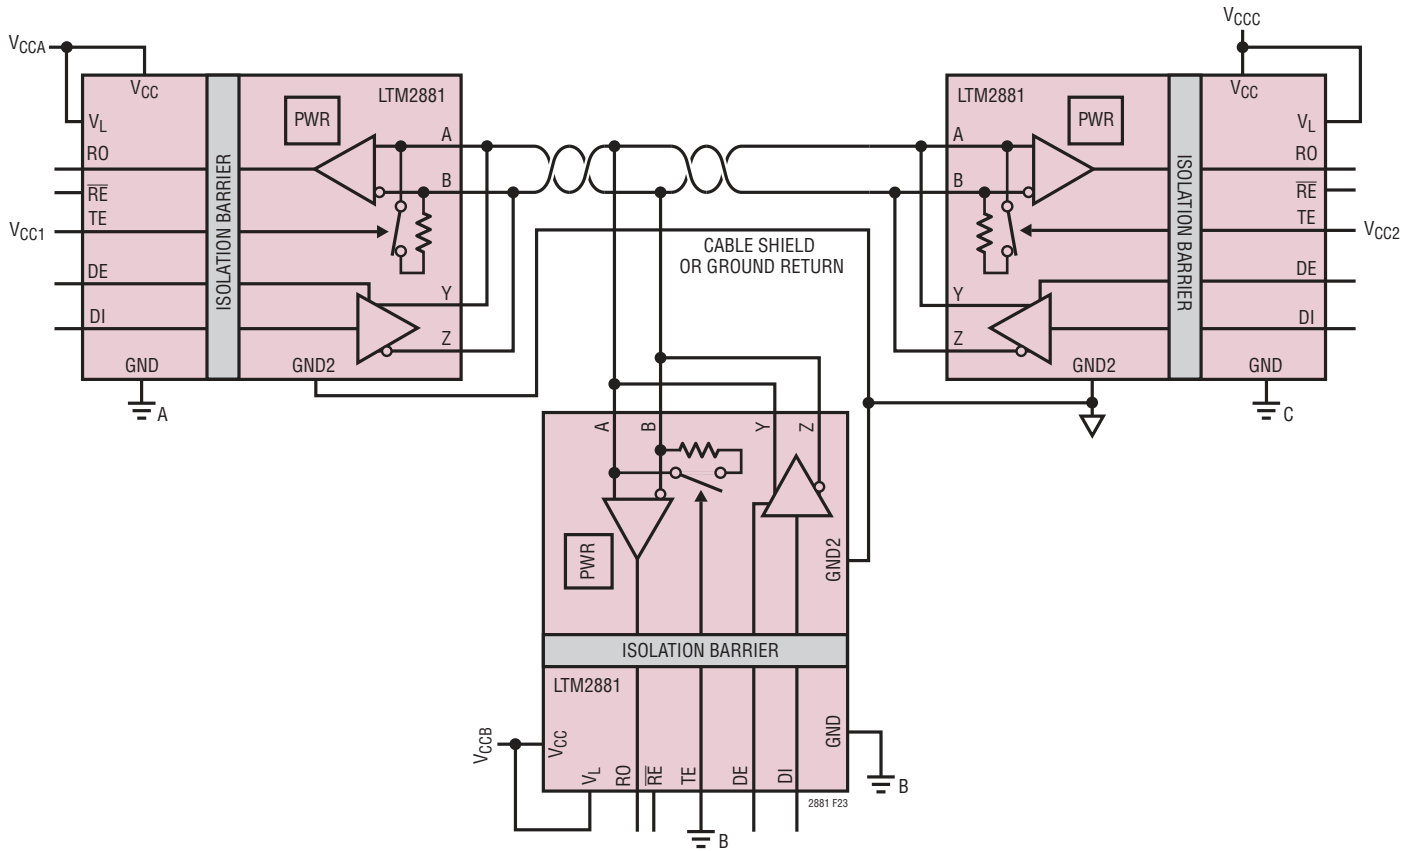 VCCA
VCC
LTM2881
PWR
VL
RO
RE
TE
VCC1
DE
DI
GND
A
ISOLATION BARRIER
A
B
Y
Z
GND2
CABLE SHIELD
OR GROUND RETURN
VCCC
LTM2881
PWR
VCC
VL
A
B
Y
Z
GND2
ISOLATION BARRIER
RO
RE
TE
VCC2
DE
DI
GND
C
A
B
Y
Z
PWR
GND2
ISOLATION BARRIER
LTM2881
VCCB
VCC
VL
RO
RE
TE
DE
DI
GND
B
B
2881 F23